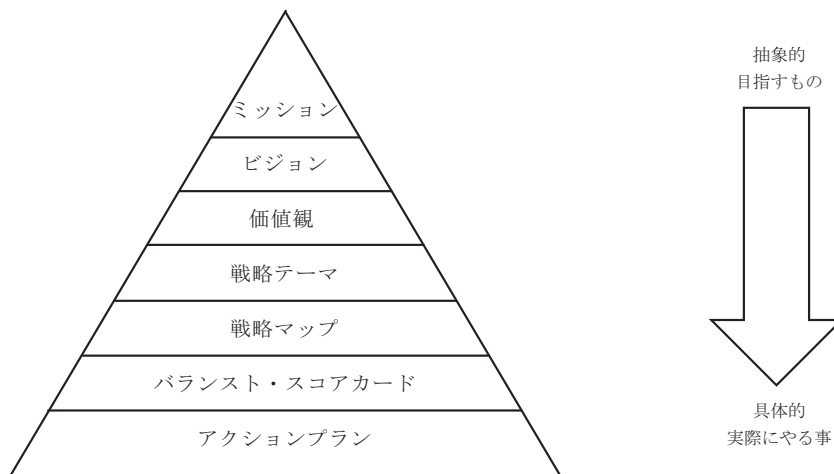 ミッション
ビジョン
価値観
戦略テーマ
戦略マップ
バランスト・スコアカード
アクションプラン
抽象的
目指すもの
具体的
実際にやる事